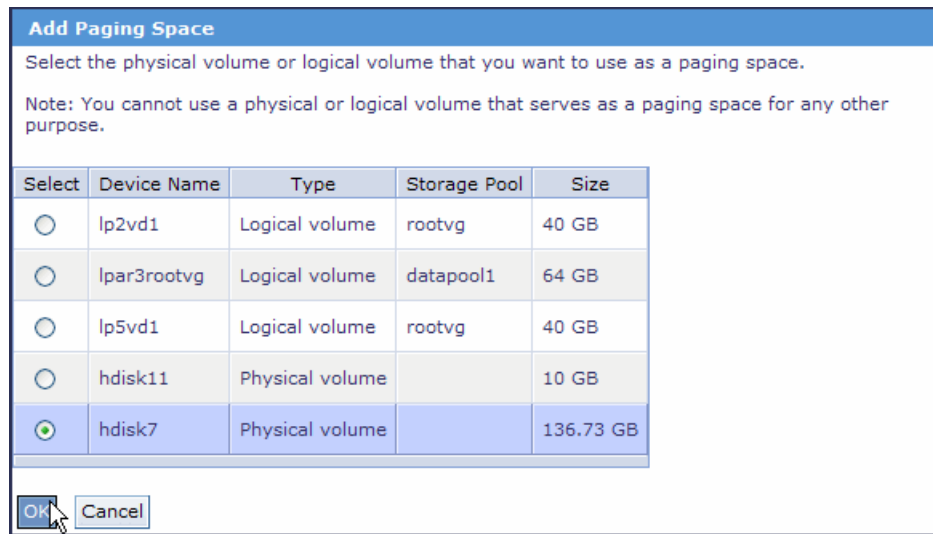 Add Paging Space
Select the physical volume or logical volume that you want to use as a paging space.
Note: You cannot use a physical or logical volume that serves as a paging space for any other
purpose.
Select Device Name Type Storage Pool Size
lp2vd1 Logical volume rootvg 40 GB
lpar3rootvg Logical volume datapool1 64 GB
lp5vd1 Logical volume rootvg 40 GB
hdisk11 Physical volume 10 GB
hdisk7 Physical volume 136.73 GB
OK Cancel